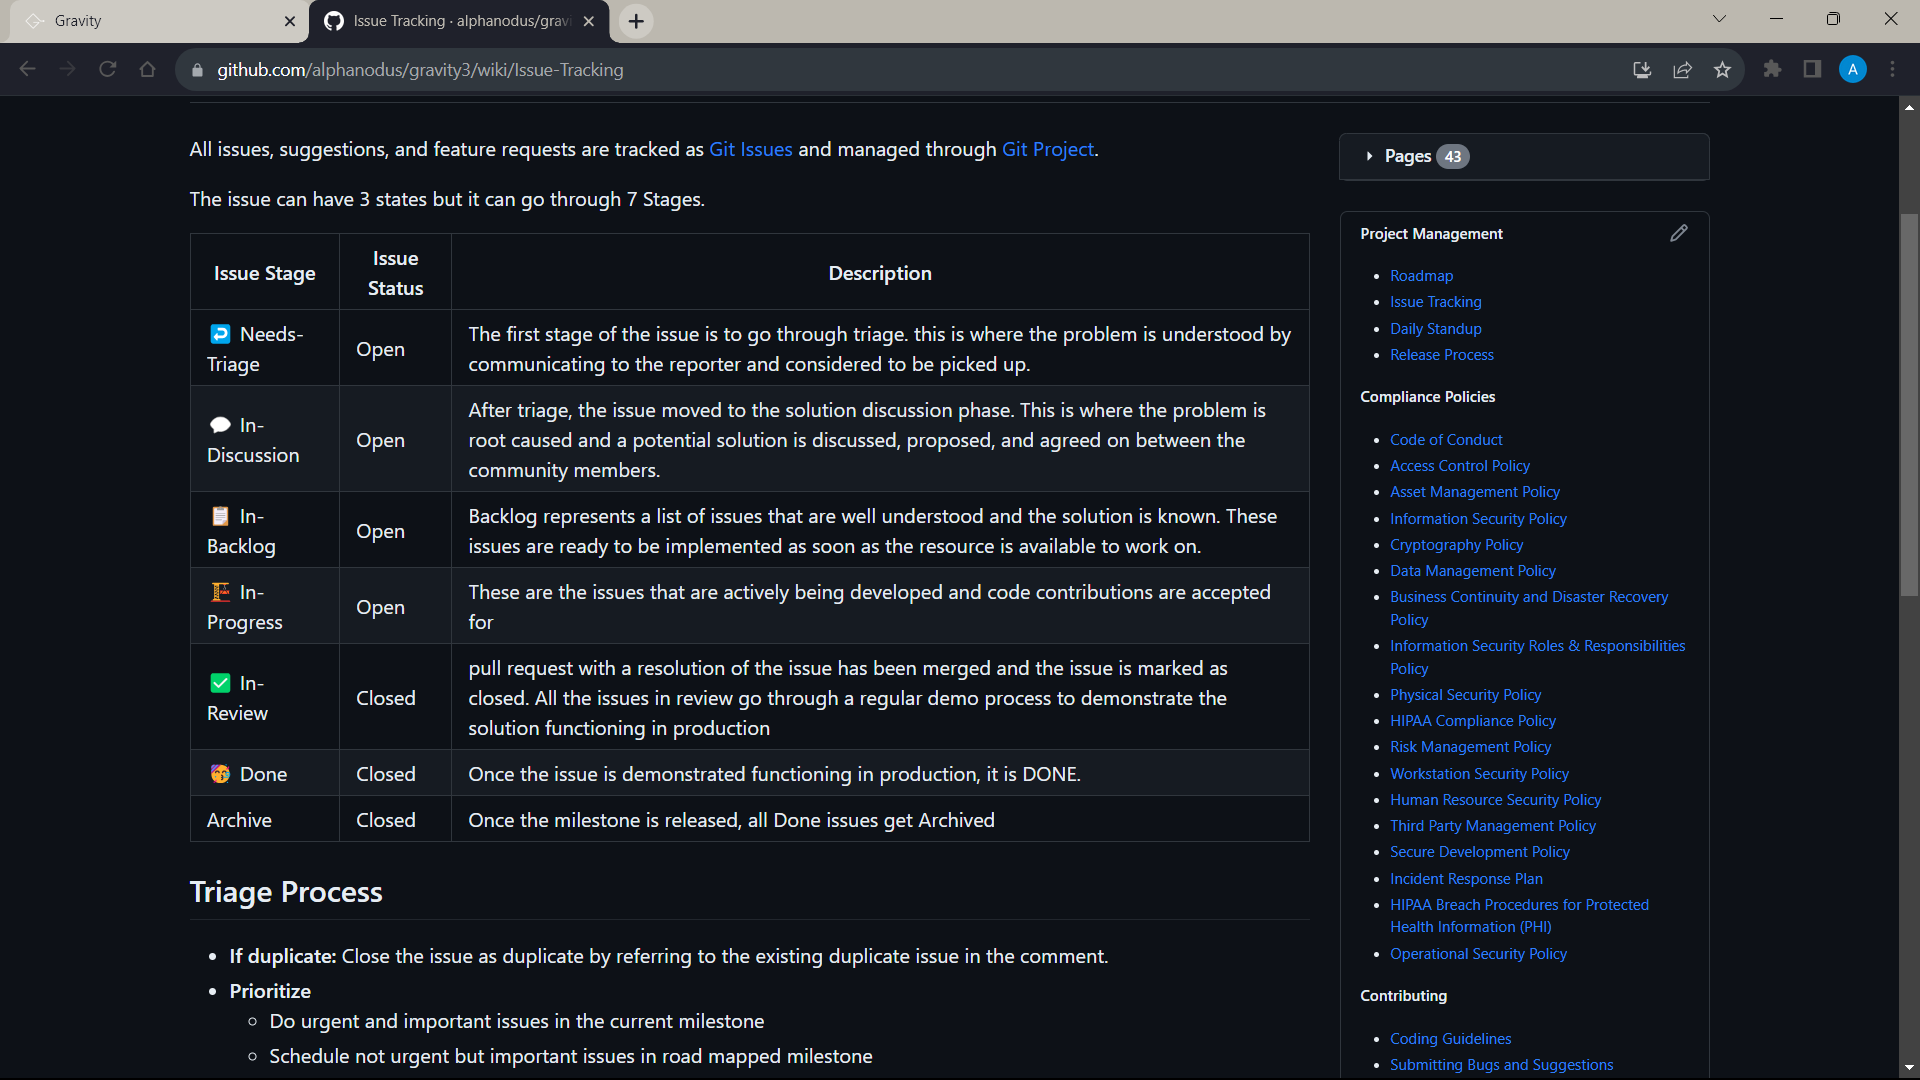 Gravity
Issue Tracking · alphanodus/gravi
github.com/alphanodus/gravity3/wiki/Issue-Tracking
A
All issues, suggestions, and feature requests are tracked as Git Issues and managed through Git Project.
The issue can have 3 states but it can go through 7 Stages.
Issue Stage
Issue
Status
Description
Needs-
Triage
Open
The first stage of the issue is to go through triage. this is where the problem is understood by
communicating to the reporter and considered to be picked up.
In-
Discussion
Open
After triage, the issue moved to the solution discussion phase. This is where the problem is
root caused and a potential solution is discussed, proposed, and agreed on between the
community members.
In-
Backlog
Open
Backlog represents a list of issues that are well understood and the solution is known. These
issues are ready to be implemented as soon as the resource is available to work on.
In-
Progress
Open
These are the issues that are actively being developed and code contributions are accepted
for
In-
Review
Closed
pull request with a resolution of the issue has been merged and the issue is marked as
closed. All the issues in review go through a regular demo process to demonstrate the
solution functioning in production
Done
Closed
Once the issue is demonstrated functioning in production, it is DONE.
Archive
Closed
Once the milestone is released, all Done issues get Archived
Triage Process
If duplicate: Close the issue as duplicate by referring to the existing duplicate issue in the comment.
Prioritize
Do urgent and important issues in the current milestone
Schedule not urgent but important issues in road mapped milestone
Pages 43
Project Management
Roadmap
Issue Tracking
Daily Standup
Release Process
Compliance Policies
Code of Conduct
Access Control Policy
Asset Management Policy
Information Security Policy
Cryptography Policy
Data Management Policy
Business Continuity and Disaster Recovery
Policy
Information Security Roles & Responsibilities
Policy
Physical Security Policy
HIPAA Compliance Policy
Risk Management Policy
Workstation Security Policy
Human Resource Security Policy
Third Party Management Policy
Secure Development Policy
Incident Response Plan
HIPAA Breach Procedures for Protected
Health Information (PHI)
Operational Security Policy
Contributing
Coding Guidelines
Submitting Bugs and Suggestions